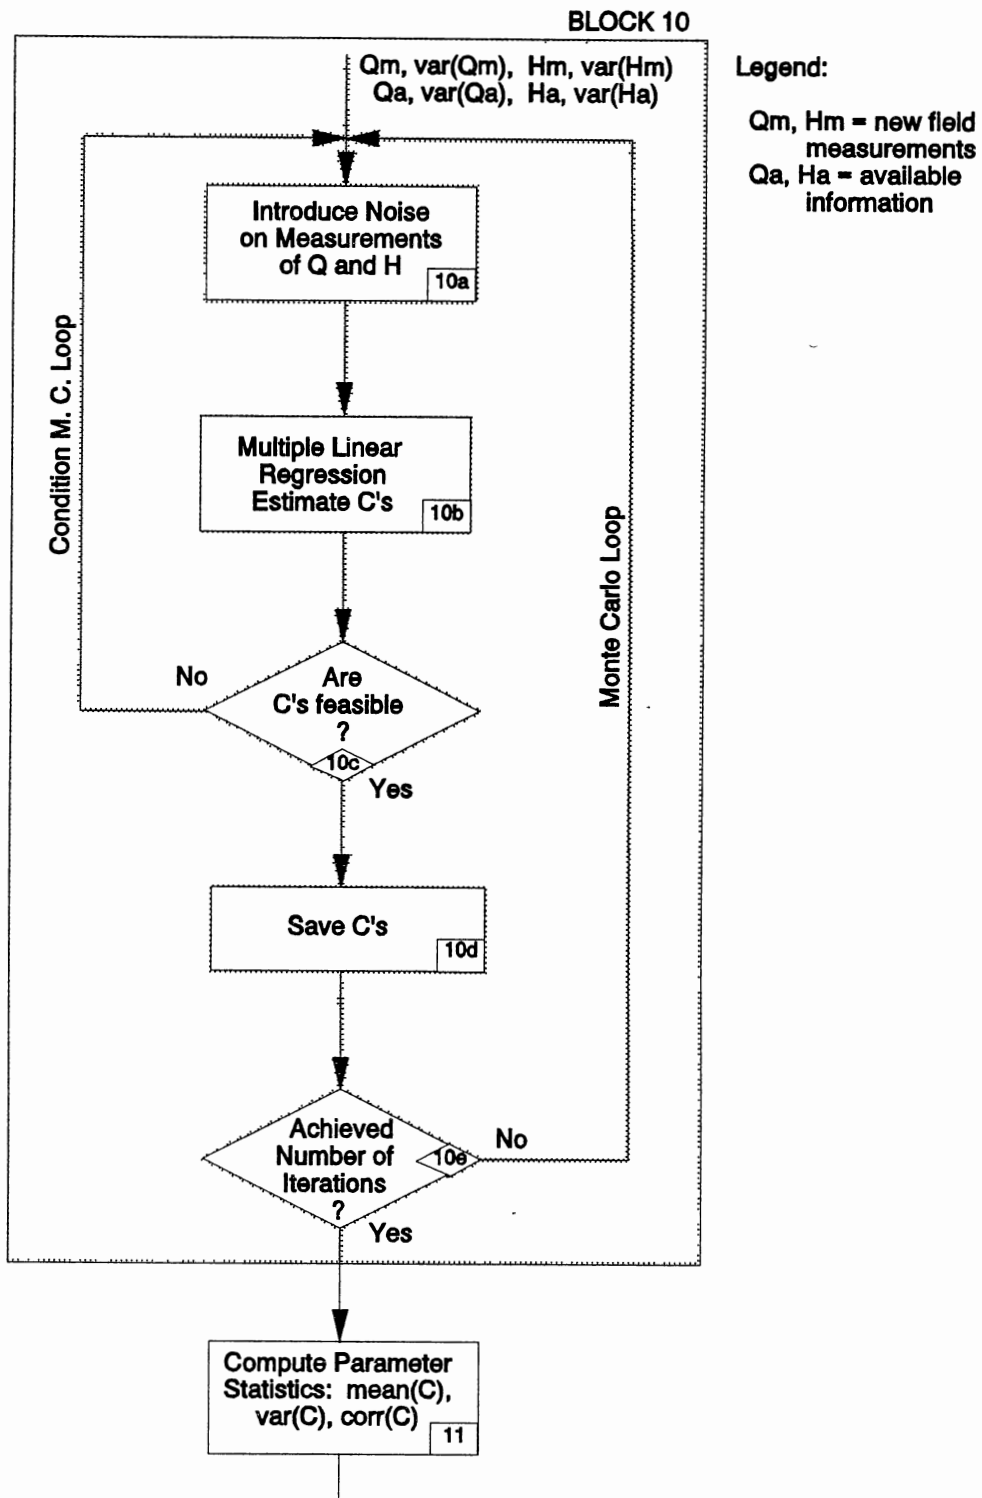 BLOCK 10
Qm, var(Qm), Hm, var(Hm)
Qa, var(Qa), Ha, var(Ha)
Legend:
Qm, Hm = new field
measurements
Qa, Ha = available
information
Introduce Noise
on Measurements
of Q and H
10a
Condition M. C. Loop
Multiple Linear
Regression
Estimate C's
10b
Monte Carlo Loop
No
Are
C's feasible
?
10c
Yes
Save C's
10d
Achieved
Number of
Iterations
?
10e
No
Yes
Compute Parameter
Statistics: mean(C),
var(C), corr(C)
11